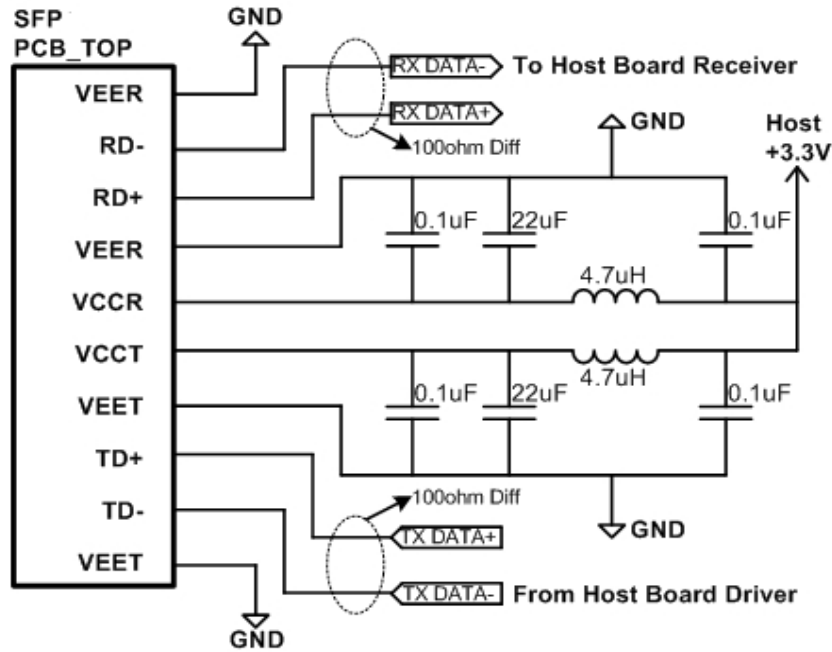 SFP
PCB_TOP
GND
VEER
RD-
RD+
VEER
VCCR
VCCT
VEET
TD+
TD-
VEET
GND
RX DATA- To Host Board Receiver
RX DATA+
100ohm Diff
GND
Host
+3.3V
0.1uF
22uF
0.1uF
4.7uH
4.7uH
0.1uF
22uF
0.1uF
100ohm Diff
GND
TX DATA+
TX DATA- From Host Board Driver